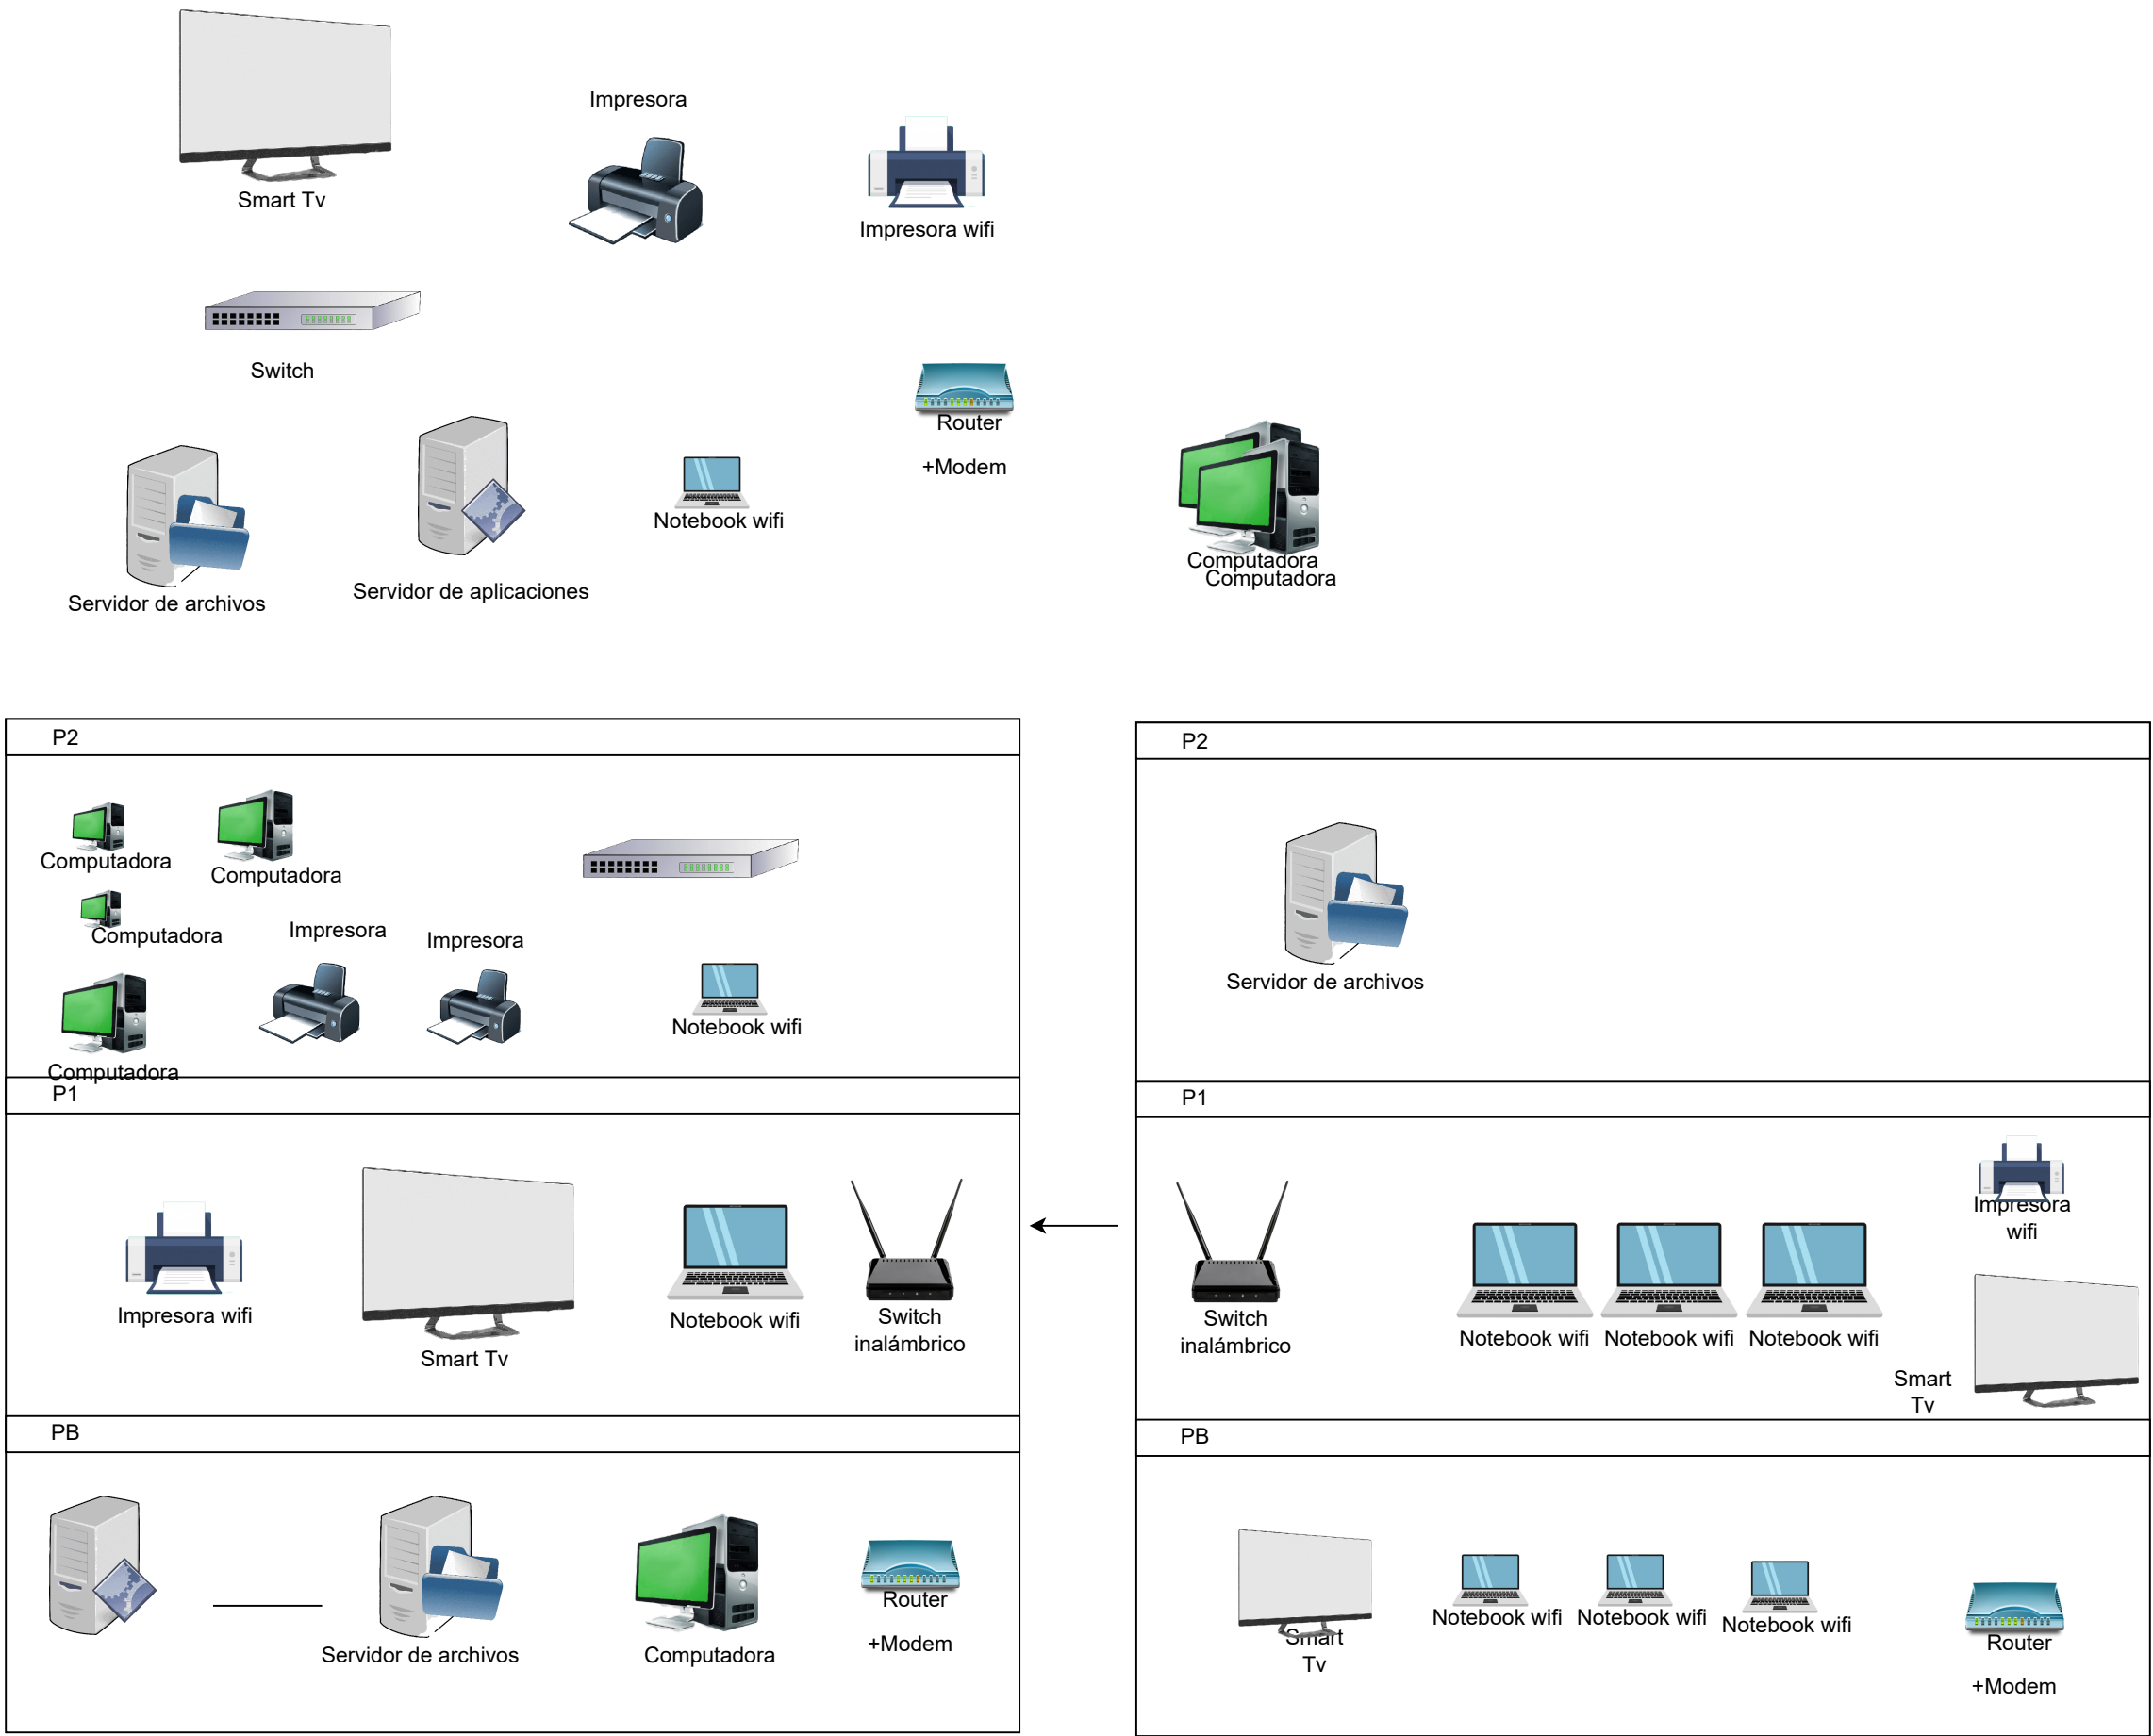 Impresora
Smart Tv
Impresora wifi
Switch
Router
+Modem
Notebook wifi
Computadora
Computadora
Servidor de archivos
Servidor de aplicaciones
P2
Computadora
Computadora
Computadora
Impresora
Impresora
Notebook wifi
Computadora
P1
Impresora wifi
Smart Tv
Notebook wifi
Switch
inalámbrico
PB
Servidor de archivos
Computadora
Router
+Modem
P2
Servidor de archivos
P1
Impresora
wifi
Switch
inalámbrico
Notebook wifi
Notebook wifi
Notebook wifi
Smart
Tv
PB
Smart
Tv
Notebook wifi
Notebook wifi
Notebook wifi
Router
+Modem